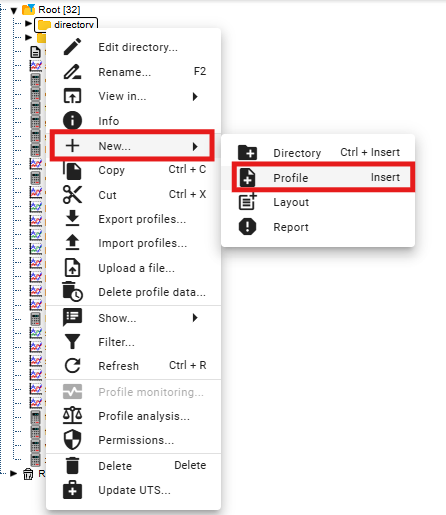 Root [32]
directory
Edit directory...
Rename... F2
View in...
Info
New...
Copy Ctrl + C
Cut Ctrl + X
Export profiles...
Import profiles...
Upload a file...
Delete profile data...
Show...
Filter...
Refresh Ctrl + R
Profile monitoring...
Profile analysis...
Permissions...
Delete Delete
Update UTS...
Directory Ctrl + Insert
Profile Insert
Layout
Report
R